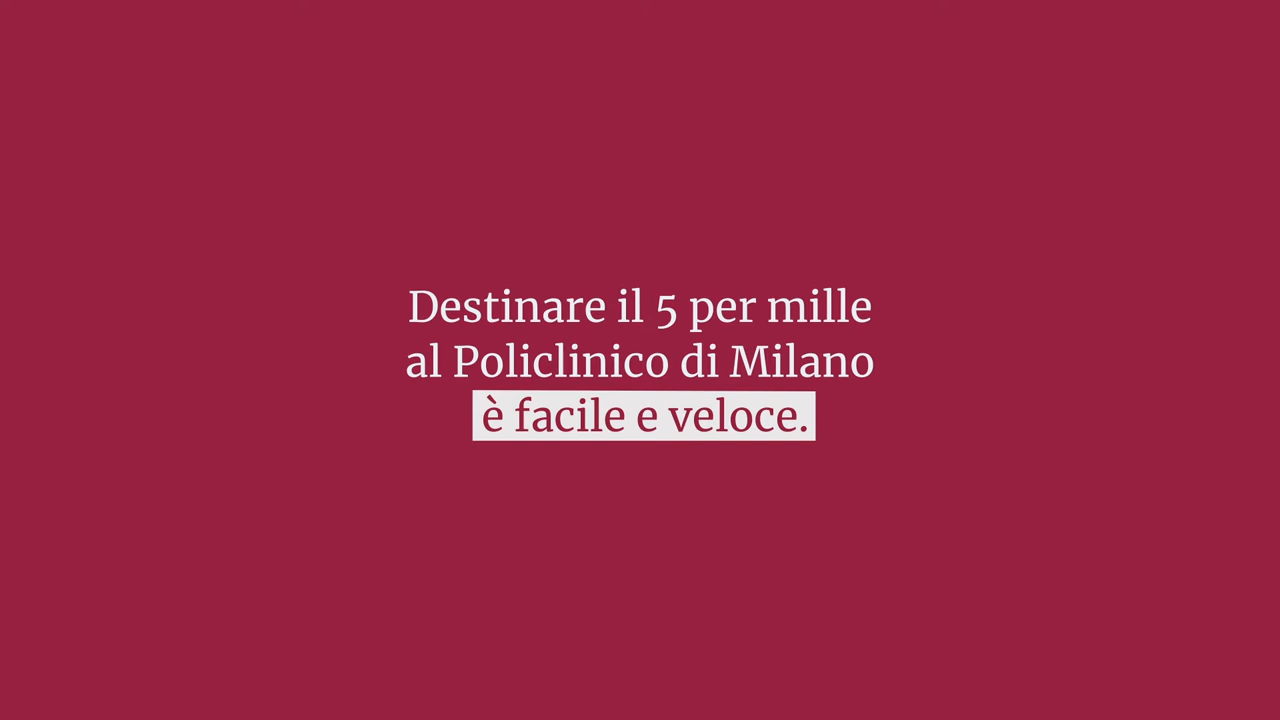 Destinare il 5 per mille
al Policlinico di Milano
è facile e veloce.